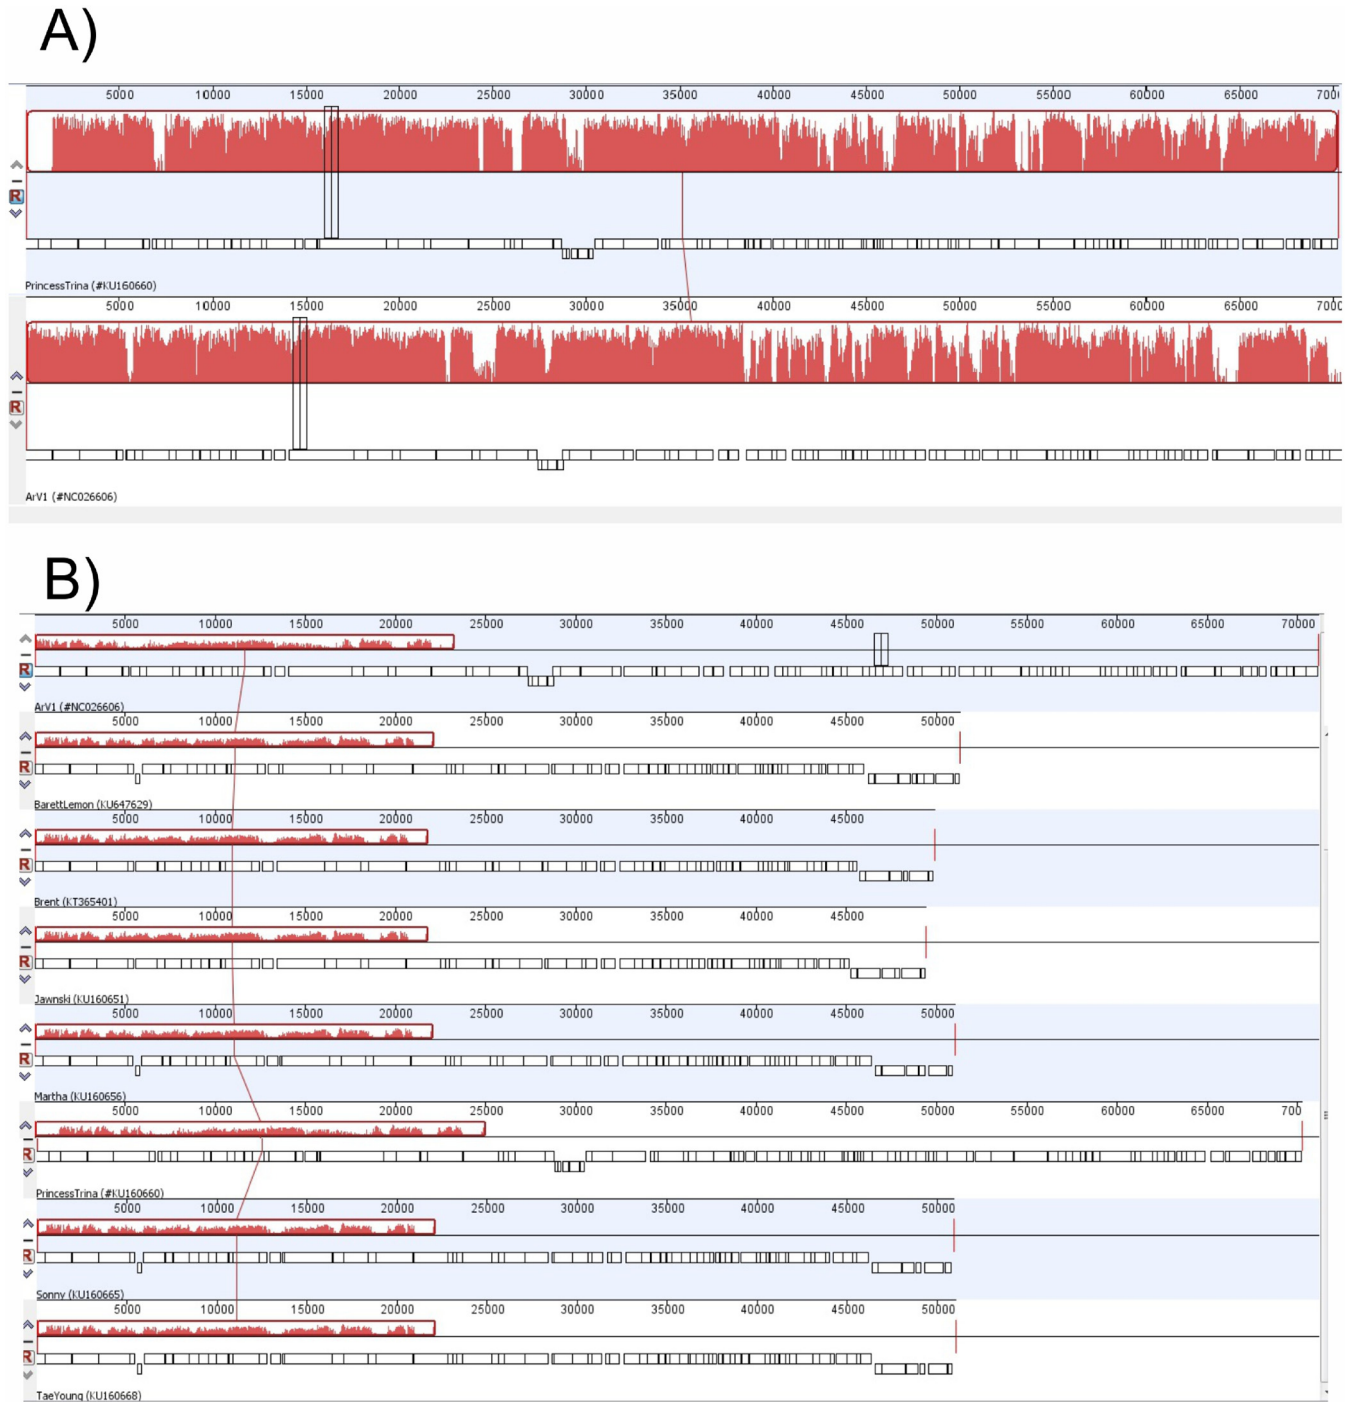 A)
5000 10000 15000 20000 25000 30000 35000 40000 45000 50000 55000 60000 65000 700
R
PrincessTrina (#KU160660)
5000 10000 15000 20000 25000 30000 35000 40000 45000 50000 55000 60000 65000 700
R
ArV1 (#NC026606)
B)
5000 10000 15000 20000 25000 30000 35000 40000 45000 50000 55000 60000 65000 70000
R
ArV1 (#NC026606)
5000 10000 15000 20000 25000 30000 35000 40000 45000 50000
R
BarettLemon (KU647629)
5000 10000 15000 20000 25000 30000 35000 40000 45000
R
Brent (KT365401)
5000 10000 15000 20000 25000 30000 35000 40000 45000
R
Jawnski (KU160651)
5000 10000 15000 20000 25000 30000 35000 40000 45000 50000
R
Martha (KU160656)
5000 10000 15000 20000 25000 30000 35000 40000 45000 50000 55000 60000 65000 700
R
PrincessTrina (#KU160660)
5000 10000 15000 20000 25000 30000 35000 40000 45000 50000
R
Sonny (KU160665)
5000 10000 15000 20000 25000 30000 35000 40000 45000 50000
R
TaeYoung (KU160668)